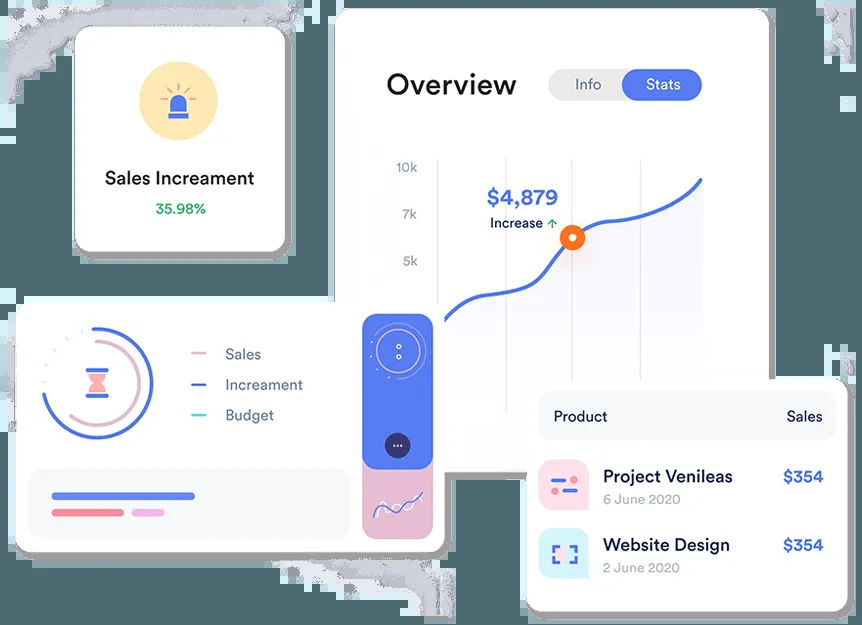 Sales Increament
35.98%
Overview
Info
Stats
10k
7k
5k
$4,879
Increase ↑
Sales
Increament
Budget
Product
Sales
Project Venileas
$354
6 June 2020
Website Design
$354
2 June 2020